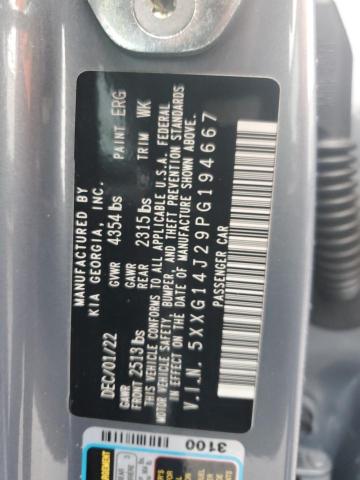 MANUFACTURED BY
KIA GEORGIA, INC.
DEC/01/22 GVWR 4354 lbs PAINT ERG
GAWR FRONT 2513 lbs GAWR REAR 2315 lbs TRIM WK
THIS VEHICLE CONFORMS TO ALL APPLICABLE U.S.A. FEDERAL
MOTOR VEHICLE SAFETY, BUMPER, AND THEFT PREVENTION STANDARDS
IN EFFECT ON THE DATE OF MANUFACTURE SHOWN ABOVE.
V.I.N. 5XXG14J29PG194667
PASSENGER CAR
3100